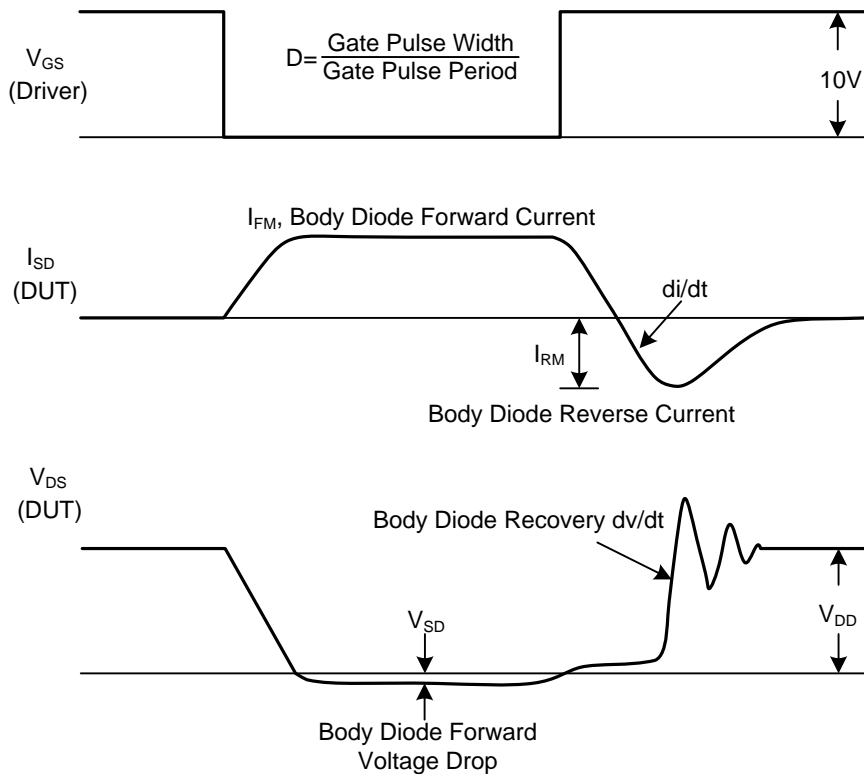 V_GS
(Driver)
D= Gate Pulse Width
Gate Pulse Period
10V
I_FM, Body Diode Forward Current
I_SD
(DUT)
di/dt
I_RM
Body Diode Reverse Current
V_DS
(DUT)
Body Diode Recovery dv/dt
V_SD
V_DD
Body Diode Forward
Voltage Drop